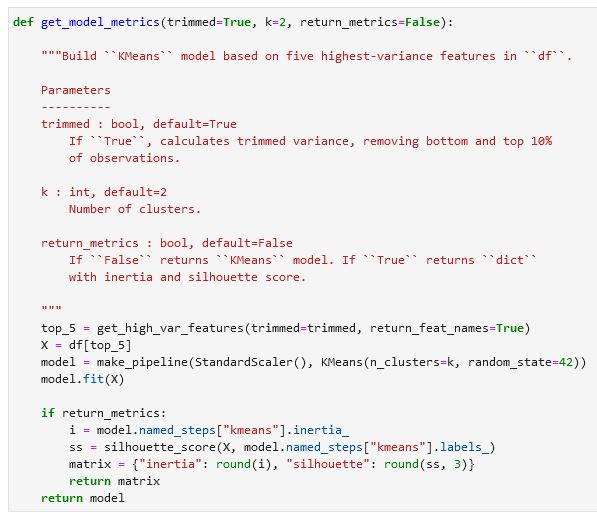 def get_model_metrics(trimmed=True, k=2, return_metrics=False):
"""Build ``KMeans`` model based on five highest-variance features in ``df``.
Parameters
----------
trimmed : bool, default=True
If ``True``, calculates trimmed variance, removing bottom and top 10%
of observations.
k : int, default=2
Number of clusters.
return_metrics : bool, default=False
If ``False`` returns ``KMeans`` model. If ``True`` returns ``dict``
with inertia and silhouette score.
"""
top_5 = get_high_var_features(trimmed=trimmed, return_feat_names=True)
X = df[top_5]
model = make_pipeline(StandardScaler(), KMeans(n_clusters=k, random_state=42))
model.fit(X)
if return_metrics:
i = model.named_steps["kmeans"].inertia_
ss = silhouette_score(X, model.named_steps["kmeans"].labels_)
matrix = {"inertia": round(i), "silhouette": round(ss, 3)}
return matrix
return model